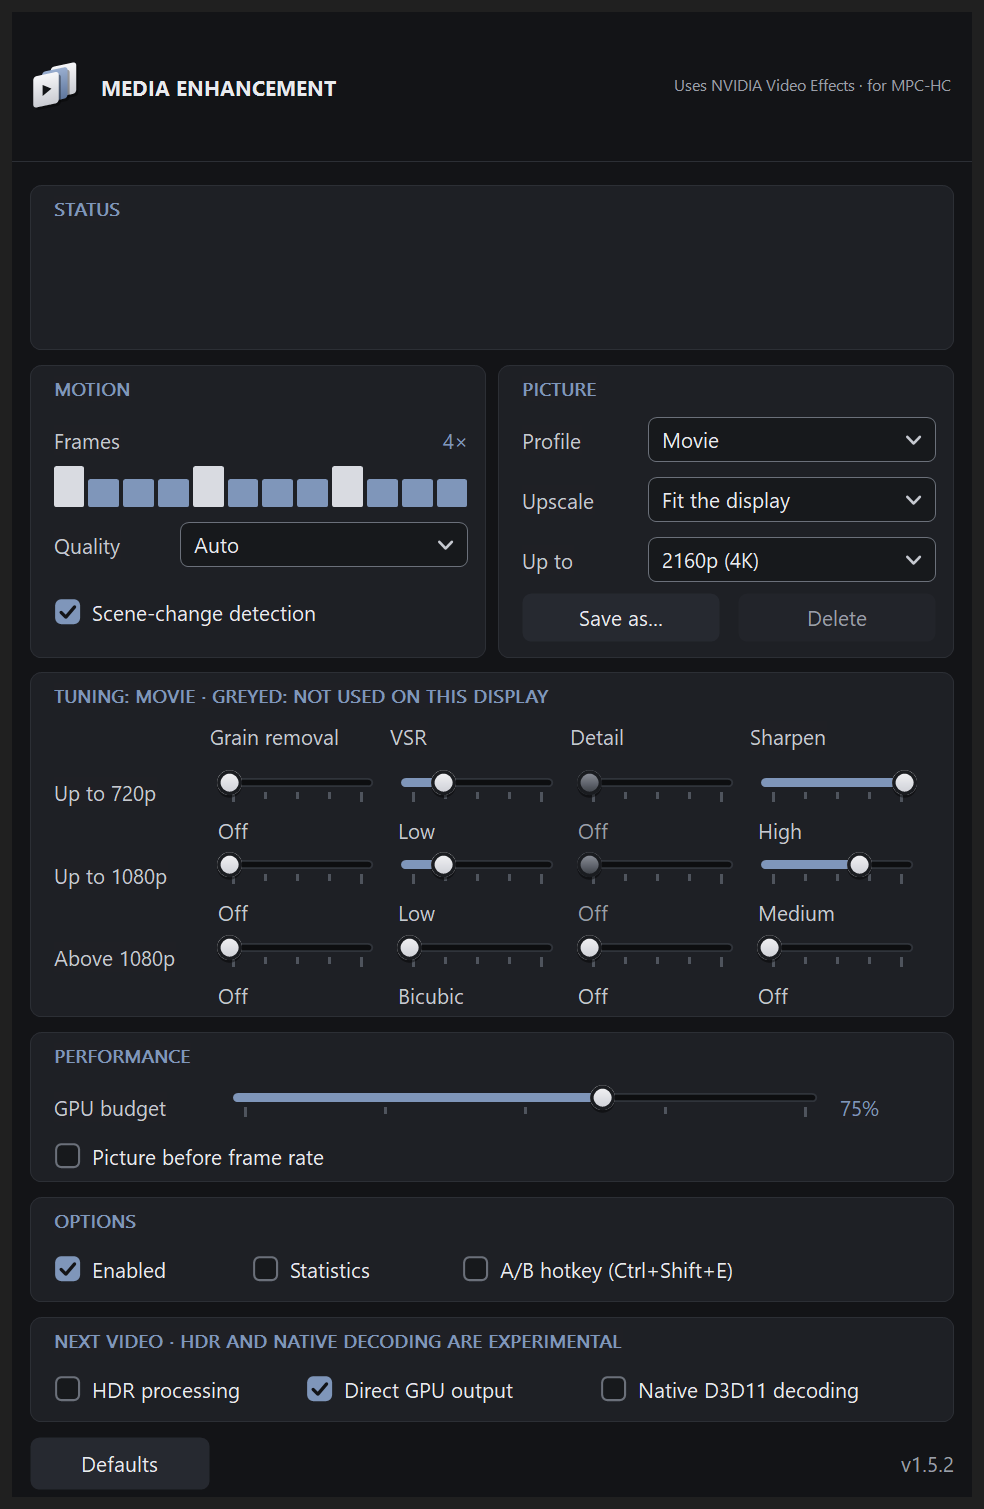 MEDIA ENHANCEMENT
Uses NVIDIA Video Effects · for MPC-HC
STATUS
MOTION
Frames 4×
Quality Auto
Scene-change detection
PICTURE
Profile Movie
Upscale Fit the display
Up to 2160p (4K)
Save as... Delete
TUNING: MOVIE · GREYED: NOT USED ON THIS DISPLAY
Grain removal VSR Detail Sharpen
Up to 720p
Off Low Off High
Up to 1080p
Off Low Off Medium
Above 1080p
Off Bicubic Off Off
PERFORMANCE
GPU budget 75%
Picture before frame rate
OPTIONS
Enabled Statistics A/B hotkey (Ctrl+Shift+E)
NEXT VIDEO · HDR AND NATIVE DECODING ARE EXPERIMENTAL
HDR processing Direct GPU output Native D3D11 decoding
Defaults v1.5.2